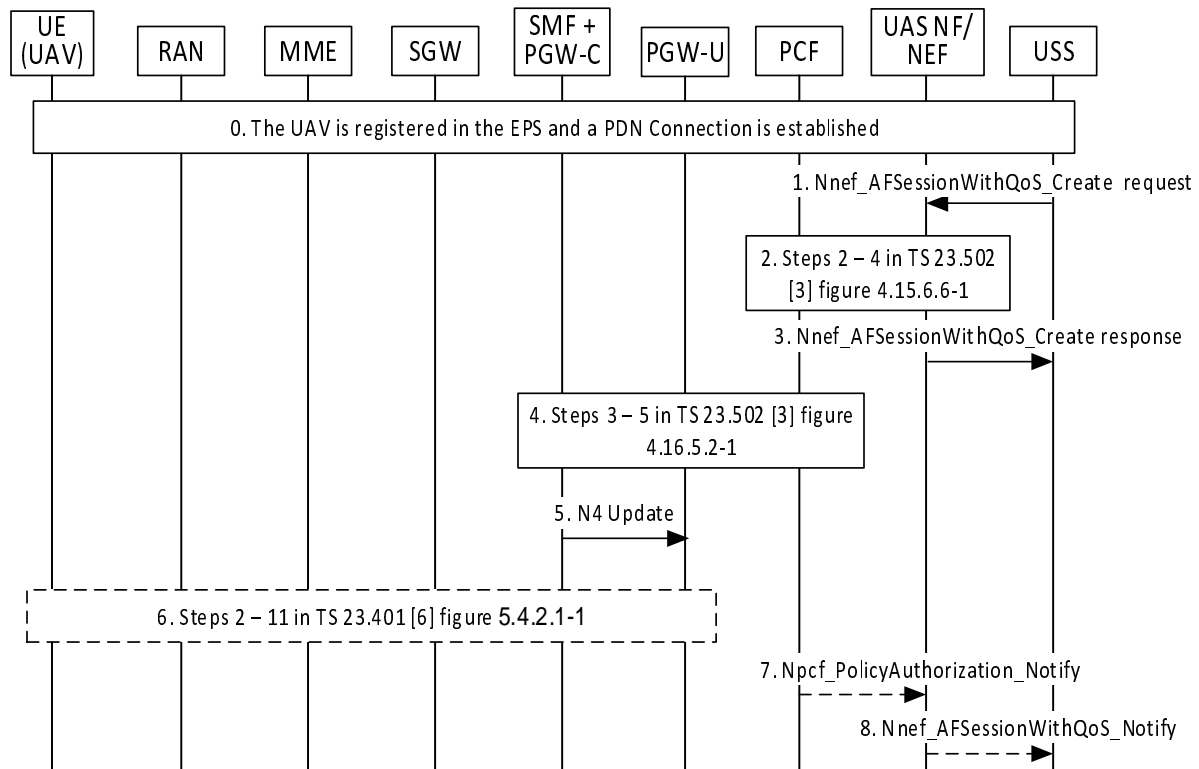 UE
(UAV)
RAN
MME
SGW
SMF +
PGW-C
PGW-U
PCF
UAS NF/
NEF
USS
0. The UAV is registered in the EPS and a PDN Connection is established
1. Nnef_AFSessionWithQoS_Create request
2. Steps 2 – 4 in TS 23.502
[3] figure 4.15.6.6-1
3. Nnef_AFSessionWithQoS_Create response
4. Steps 3 – 5 in TS 23.502 [3] figure
4.16.5.2-1
5. N4 Update
6. Steps 2 – 11 in TS 23.401 [6] figure 5.4.2.1-1
7. Npcf_PolicyAuthorization_Notify
8. Nnef_AFSessionWithQoS_Notify